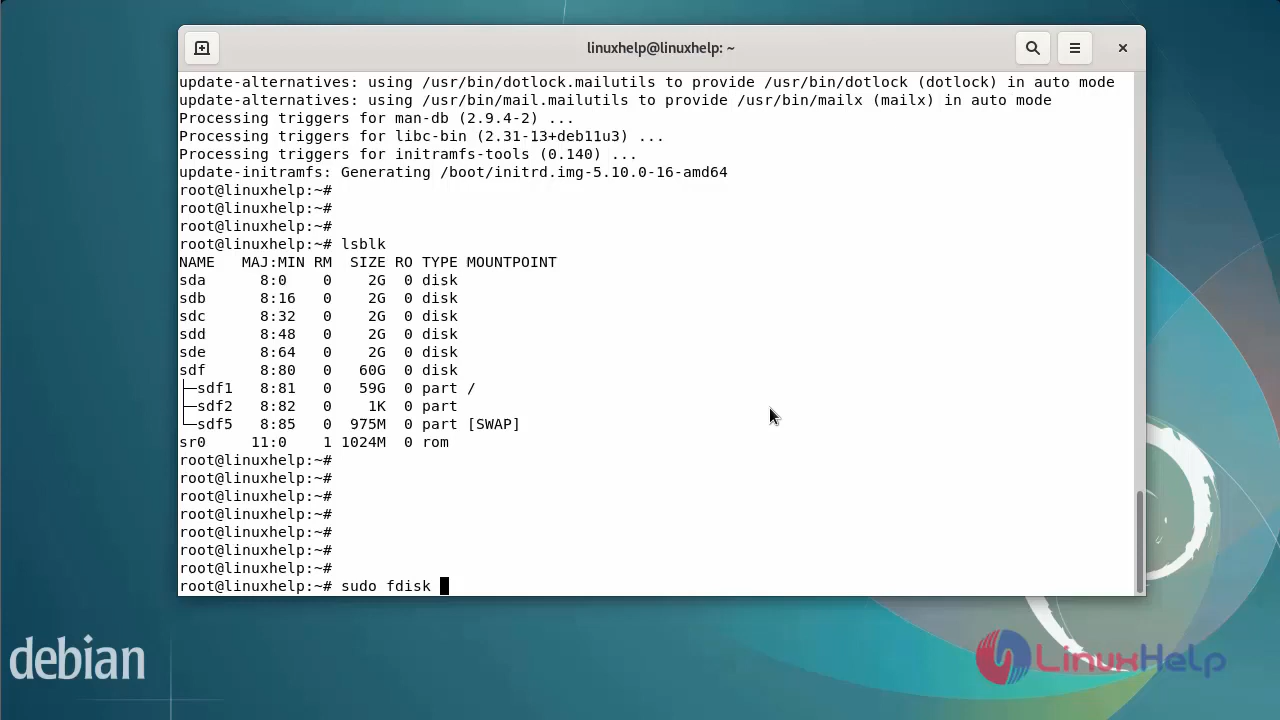 linuxhelp@linuxhelp: ~
update-alternatives: using /usr/bin/dotlock.mailutils to provide /usr/bin/dotlock (dotlock) in auto mode
update-alternatives: using /usr/bin/mail.mailutils to provide /usr/bin/mailx (mailx) in auto mode
Processing triggers for man-db (2.9.4-2) ...
Processing triggers for libc-bin (2.31-13+deb11u3) ...
Processing triggers for initramfs-tools (0.140) ...
update-initramfs: Generating /boot/initrd.img-5.10.0-16-amd64
root@linuxhelp:~#
root@linuxhelp:~#
root@linuxhelp:~#
root@linuxhelp:~# lsblk
NAME   MAJ:MIN RM   SIZE RO TYPE MOUNTPOINT
sda      8:0    0     2G  0 disk
sdb      8:16   0     2G  0 disk
sdc      8:32   0     2G  0 disk
sdd      8:48   0     2G  0 disk
sde      8:64   0     2G  0 disk
sdf      8:80   0    60G  0 disk
├─sdf1   8:81   0    59G  0 part /
├─sdf2   8:82   0     1K  0 part
└─sdf5   8:85   0   975M  0 part [SWAP]
sr0     11:0    1  1024M  0 rom
root@linuxhelp:~#
root@linuxhelp:~#
root@linuxhelp:~#
root@linuxhelp:~#
root@linuxhelp:~#
root@linuxhelp:~#
root@linuxhelp:~#
root@linuxhelp:~# sudo fdisk
debian
LinuxHelp